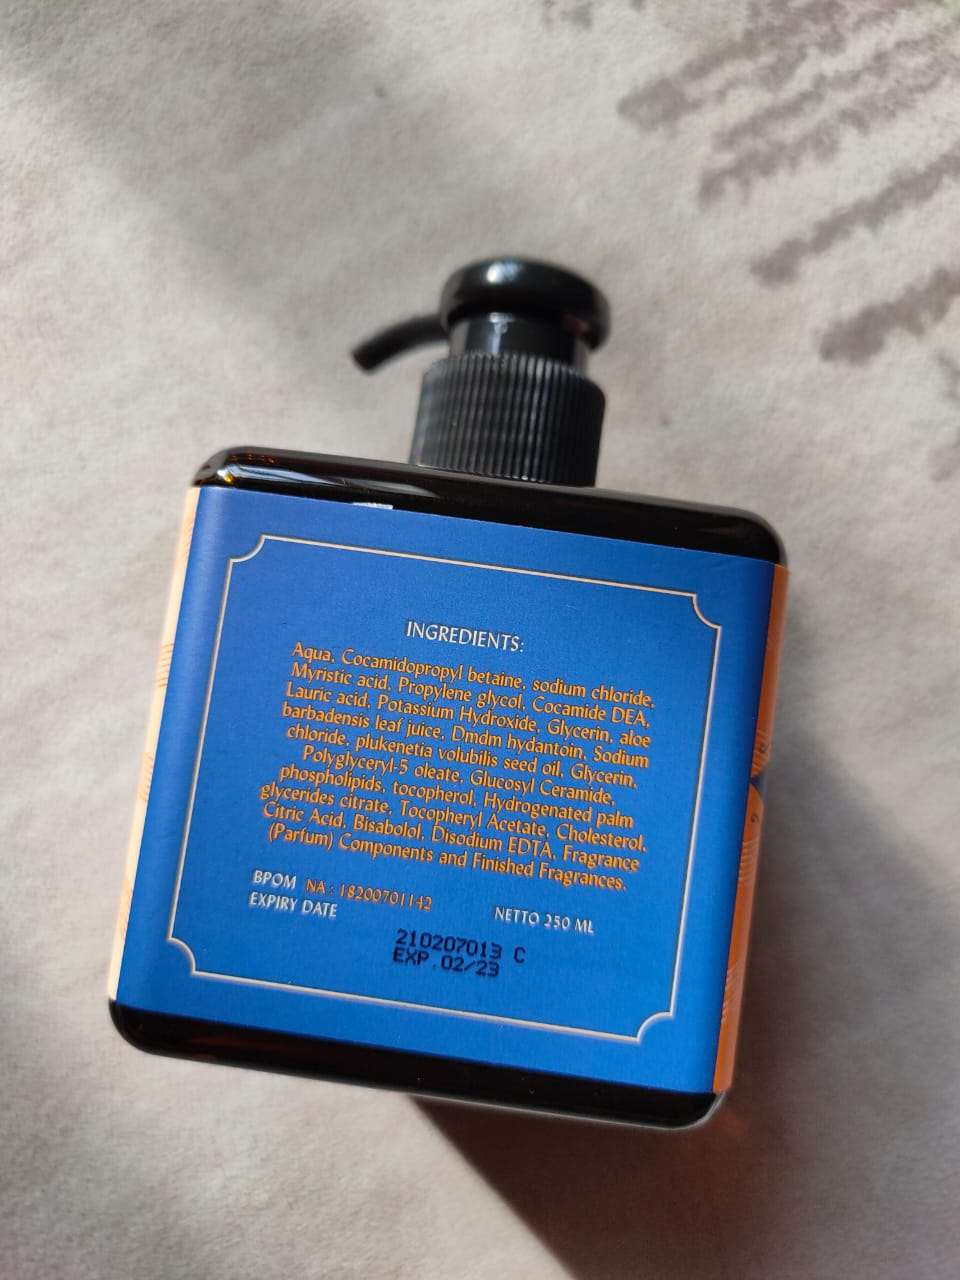 INGREDIENTS:
Aqua, Cocamidopropyl betaine, sodium chloride,
Myristic acid, Propylene glycol, Cocamide DEA,
Lauric acid, Potassium Hydroxide, Glycerin, aloe
barbadensis leaf juice, Dmdm hydantoin, Sodium
chloride, plukenetia volubilis seed oil, Glycerin,
Polyglyceryl-5 oleate, Glucosyl Ceramide,
phospholipids, tocopherol, Hydrogenated palm
glycerides citrate, Tocopheryl Acetate, Cholesterol,
Citric Acid, Bisabolol, Disodium EDTA, Fragrance
(Parfum) Components and Finished Fragrances.
BPOM NA : 18200701142
EXPIRY DATE
NETTO 250 ML
210207013 C
EXP.02/23